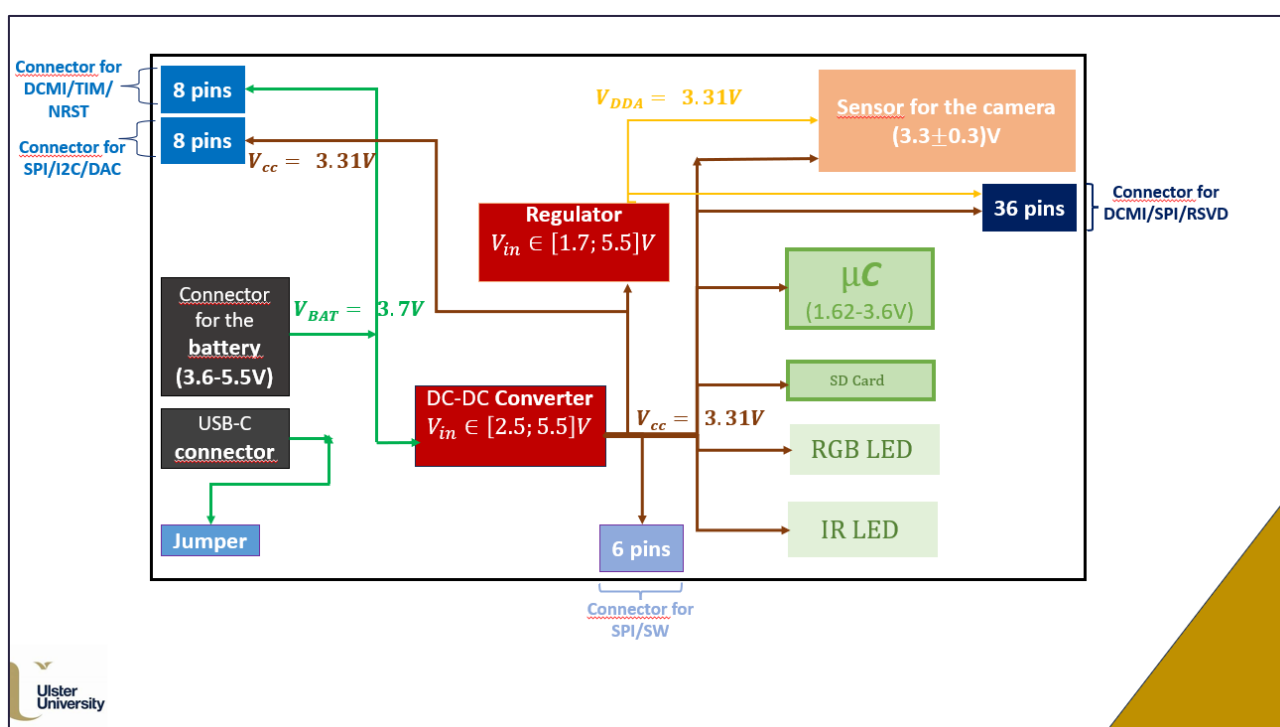 Connector for
DCMI/TIM/
NRST
8 pins
8 pins
Connector for
SPI/I2C/DAC
V_cc = 3.31V
V_DDA = 3.31V
Sensor for the camera
(3.3±0.3)V
36 pins
Connector for
DCMI/SPI/RSVD
Regulator
V_in ∈ [1.7; 5.5]V
μC
(1.62-3.6V)
Connector
for the
battery
(3.6-5.5V)
V_BAT = 3.7V
SD Card
DC-DC Converter
V_in ∈ [2.5; 5.5]V
V_cc = 3.31V
USB-C
connector
RGB LED
Jumper
6 pins
IR LED
Connector for
SPI/SW
Ulster
University